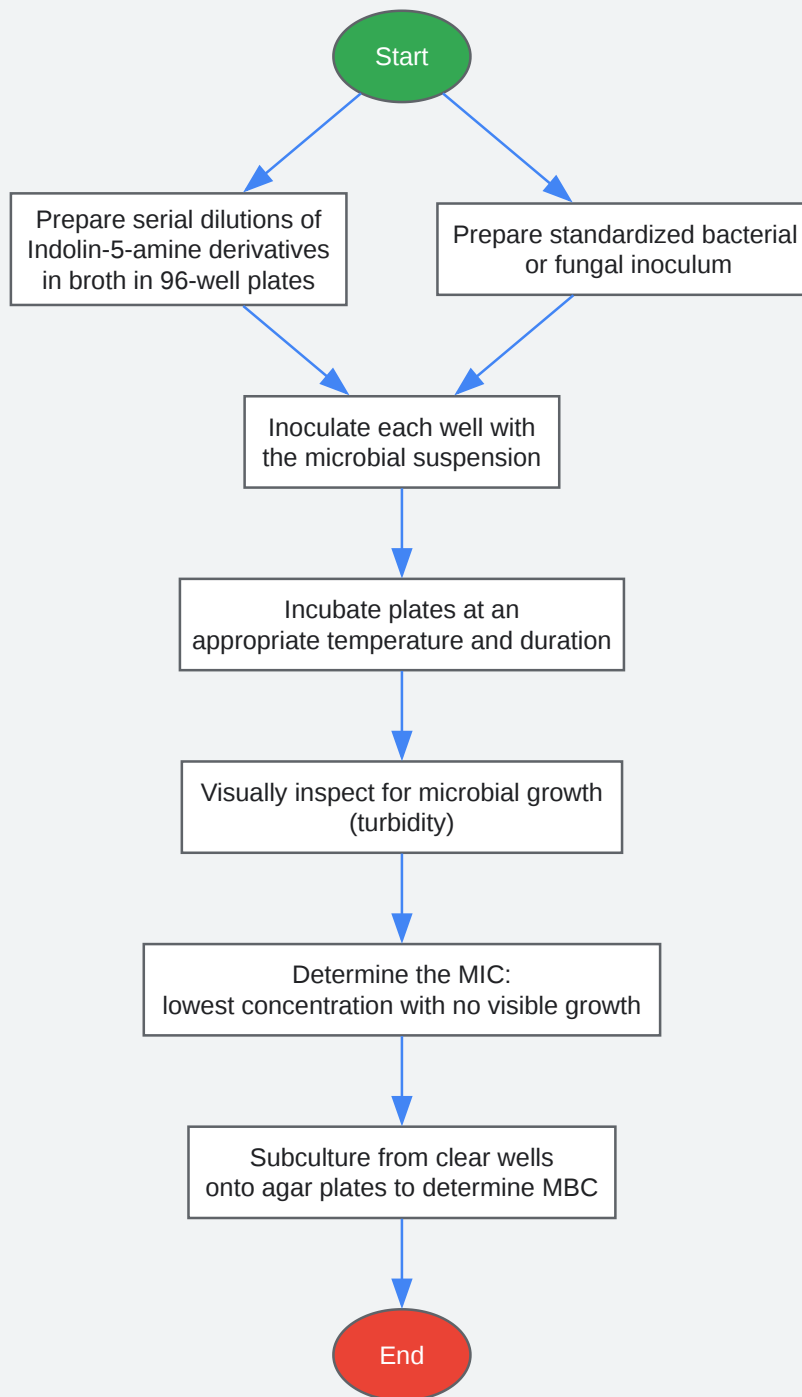 Start
Prepare serial dilutions of
Indolin-5-amine derivatives
in broth in 96-well plates
Prepare standardized bacterial
or fungal inoculum
Inoculate each well with
the microbial suspension
Incubate plates at an
appropriate temperature and duration
Visually inspect for microbial growth
(turbidity)
Determine the MIC:
lowest concentration with no visible growth
Subculture from clear wells
onto agar plates to determine MBC
End